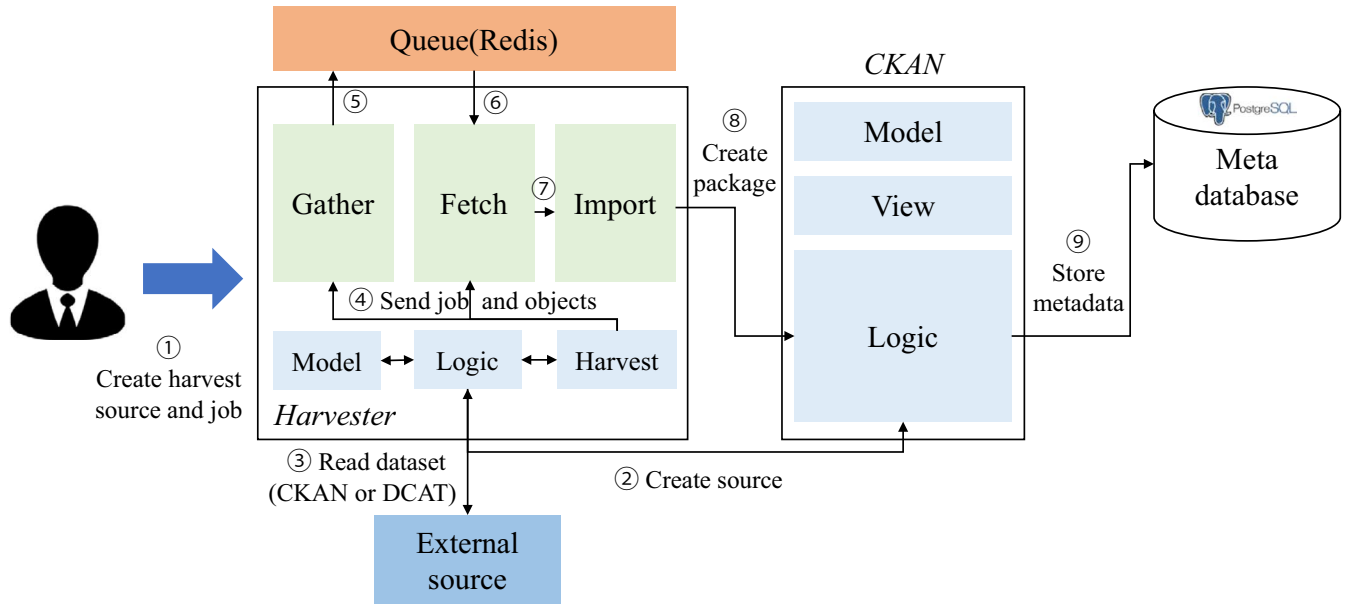 Queue(Redis)
CKAN
⑤
⑥
PostgreSQL
Meta
database
Model
⑧
Create
package
Gather
Fetch
⑦
Import
View
⑨
Store
metadata
④ Send job and objects
Logic
①
Create harvest
source and job
Model
Logic
Harvest
Harvester
③ Read dataset
(CKAN or DCAT)
② Create source
External
source